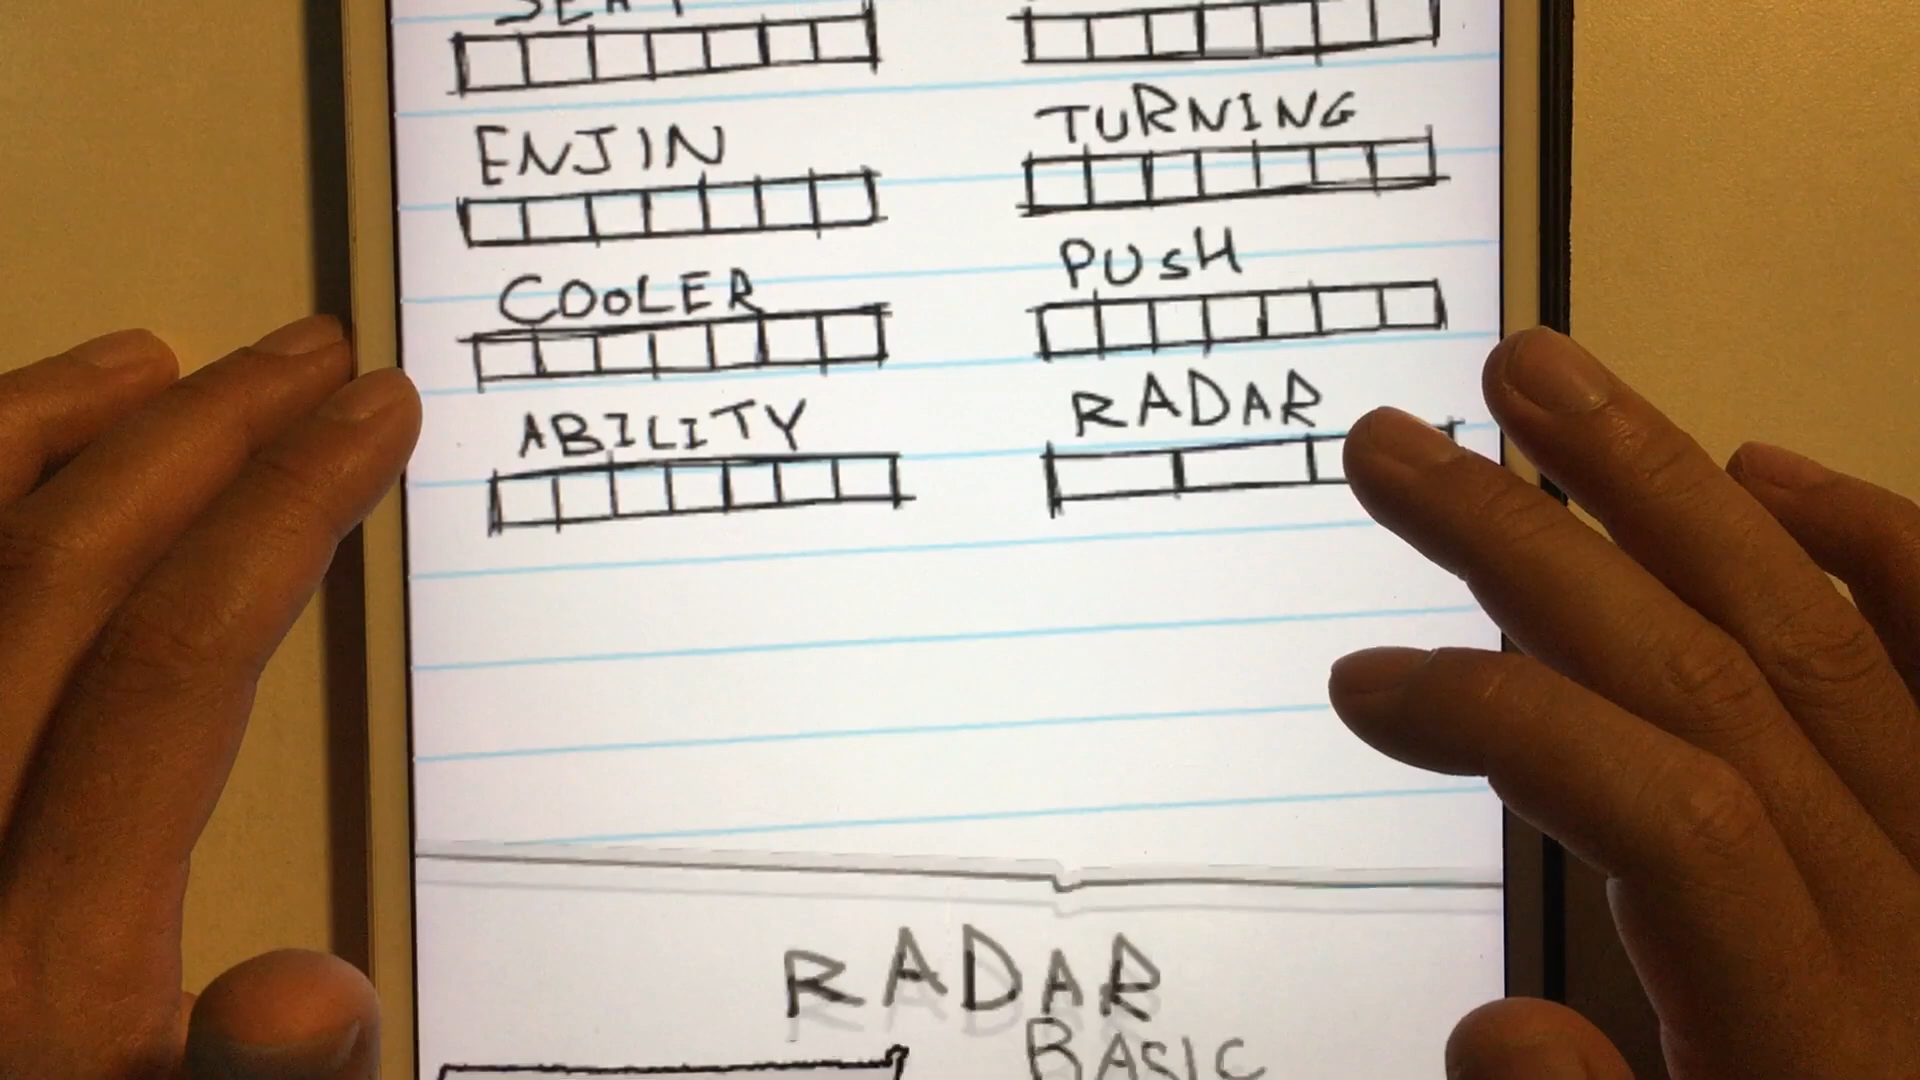 ENJIN
TURNING
COOLER
PUSH
ABILITY
RADAR
RADAR
BASIC